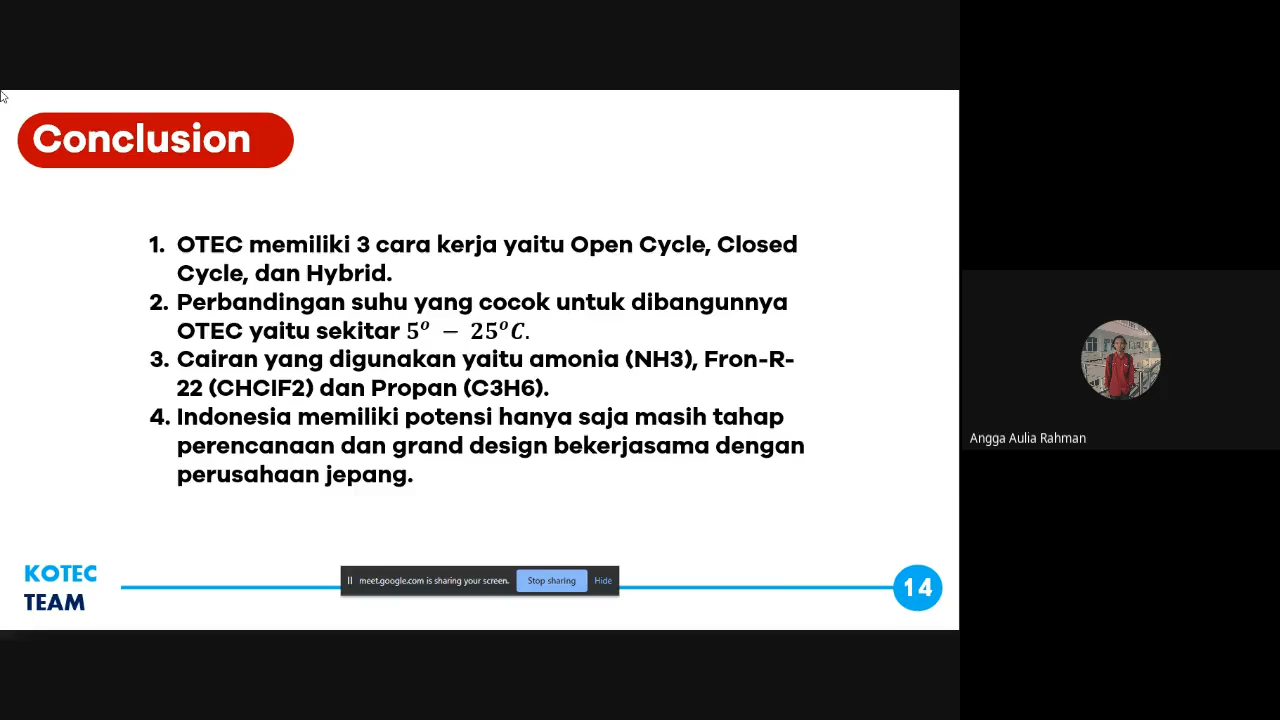 Conclusion
1. OTEC memiliki 3 cara kerja yaitu Open Cycle, Closed
Cycle, dan Hybrid.
2. Perbandingan suhu yang cocok untuk dibangunnya
OTEC yaitu sekitar 5° − 25°C.
3. Cairan yang digunakan yaitu amonia (NH3), Fron-R-
22 (CHClF2) dan Propan (C3H6).
4. Indonesia memiliki potensi hanya saja masih tahap
perencanaan dan grand design bekerjasama dengan
perusahaan jepang.
KOTEC
TEAM
meet.google.com is sharing your screen. Stop sharing Hide
14
Angga Aulia Rahman